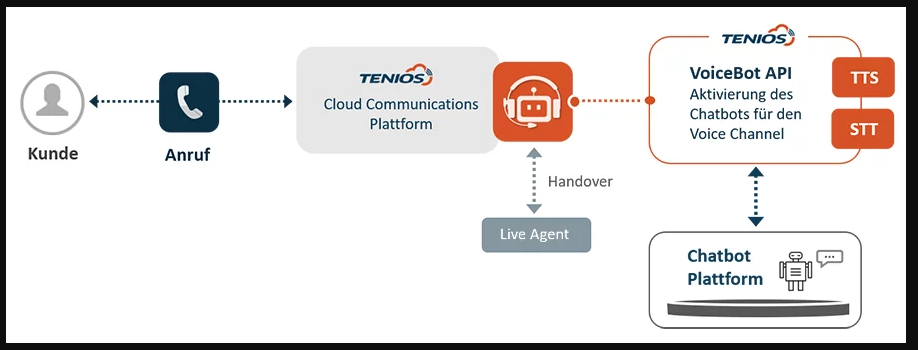 Kunde
Anruf
TENIOS
Cloud Communications
Plattform
Handover
Live Agent
TENIOS
VoiceBot API
Aktivierung des
Chatbots für den
Voice Channel
TTS
STT
Chatbot
Plattform